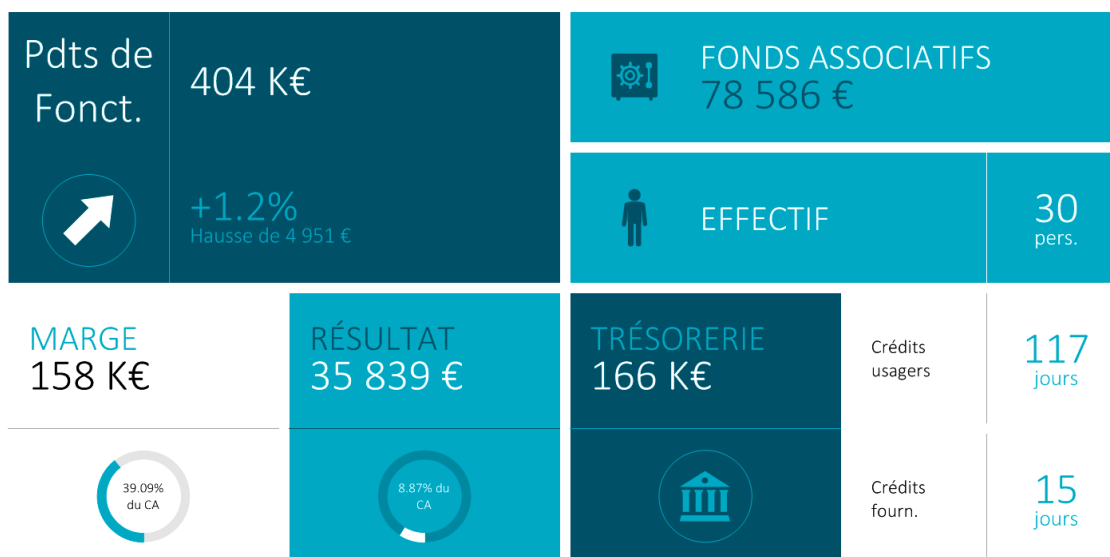 Pdts de
Fonct.
404 K€
+1.2%
Hausse de 4 951 €
FONDS ASSOCIATIFS
78 586 €
EFFECTIF
30
pers.
MARGE
158 K€
39.09%
du CA
RÉSULTAT
35 839 €
8.87% du
CA
TRÉSORERIE
166 K€
Crédits
usagers
117
jours
Crédits
fourn.
15
jours